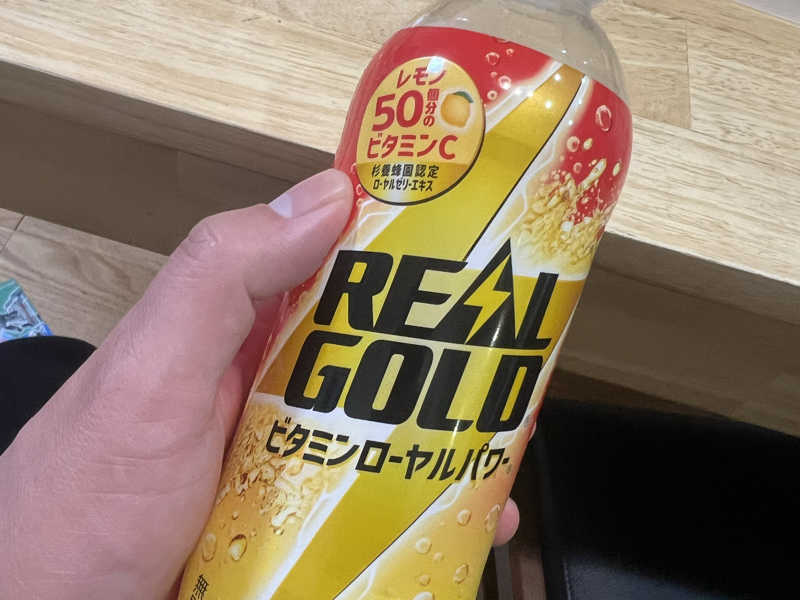 レモン
50個分の
ビタミンC
杉養蜂園認定
ローヤルゼリーエキス
REAL
GOLD
ビタミンローヤルパワー